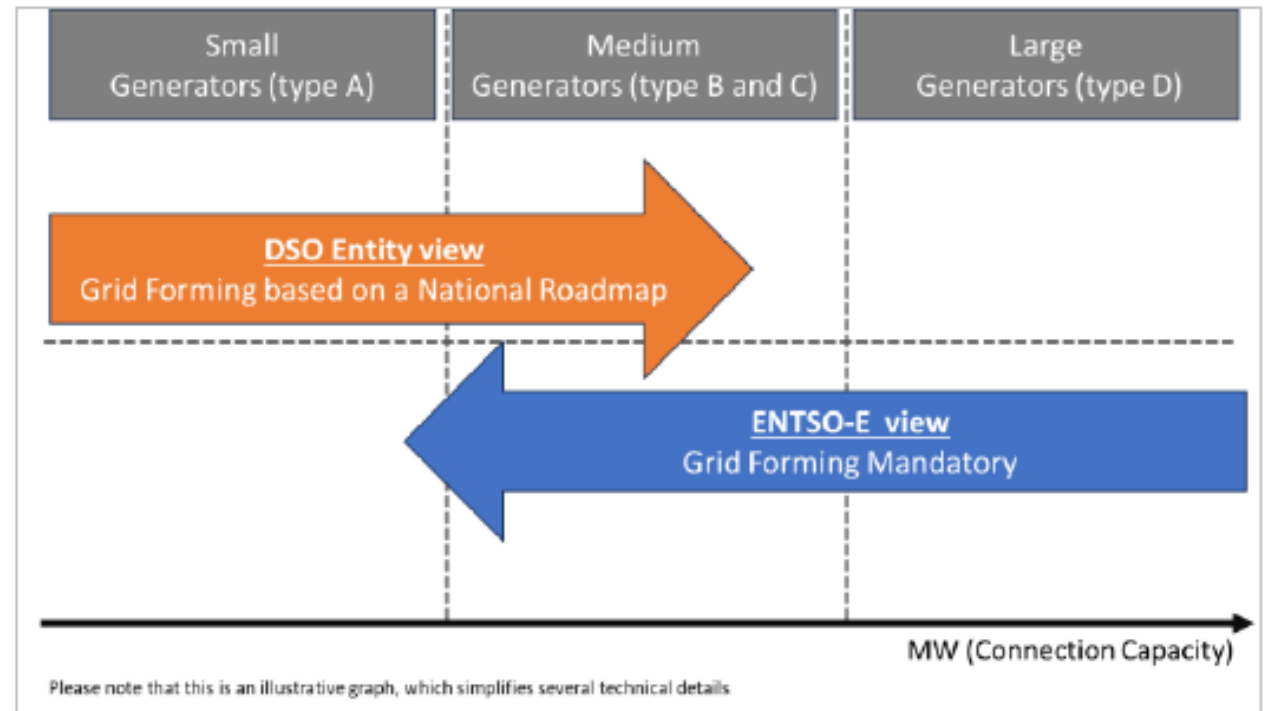 Small
Generators (type A)
Medium
Generators (type B and C)
Large
Generators (type D)
DSO Entity view
Grid Forming based on a National Roadmap
ENTSO-E view
Grid Forming Mandatory
MW (Connection Capacity)
Please note that this is an illustrative graph, which simplifies several technical details